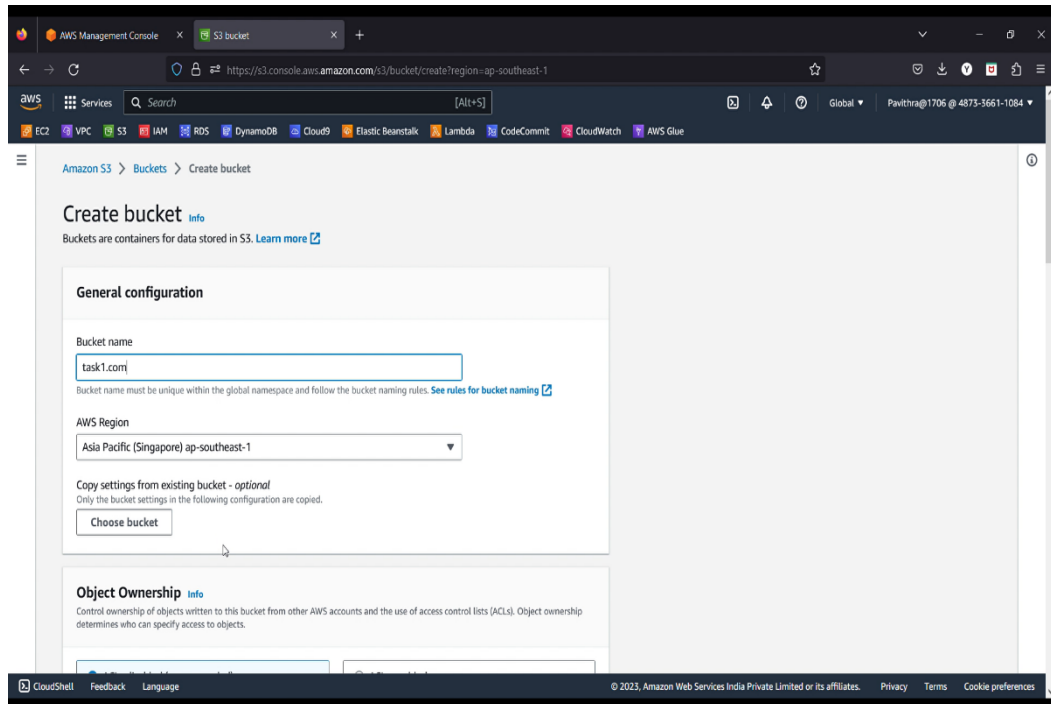 AWS Management Console
S3 bucket
https://s3.console.aws.amazon.com/s3/bucket/create?region=ap-southeast-1
aws
Services
Search
[Alt+S]
Global
Pavithra@1706 @ 4873-3661-1084
EC2 VPC S3 IAM RDS DynamoDB Cloud9 Elastic Beanstalk Lambda CodeCommit CloudWatch AWS Glue
Amazon S3 > Buckets > Create bucket
Create bucket Info
Buckets are containers for data stored in S3. Learn more
General configuration
Bucket name
task1.com
Bucket name must be unique within the global namespace and follow the bucket naming rules. See rules for bucket naming
AWS Region
Asia Pacific (Singapore) ap-southeast-1
Copy settings from existing bucket - optional
Only the bucket settings in the following configuration are copied.
Choose bucket
Object Ownership Info
Control ownership of objects written to this bucket from other AWS accounts and the use of access control lists (ACLs). Object ownership
determines who can specify access to objects.
CloudShell Feedback Language
© 2023, Amazon Web Services India Private Limited or its affiliates. Privacy Terms Cookie preferences